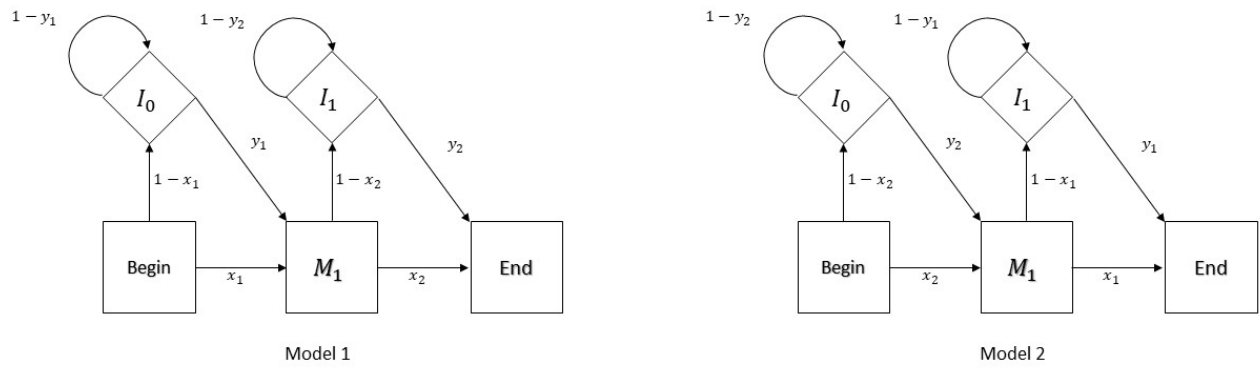 1 − y₁
1 − y₂
I₀
I₁
y₁
y₂
1 − x₁
1 − x₂
Begin
x₁
M₁
x₂
End
Model 1
1 − y₂
1 − y₁
I₀
I₁
y₂
y₁
1 − x₂
1 − x₁
Begin
x₂
M₁
x₁
End
Model 2